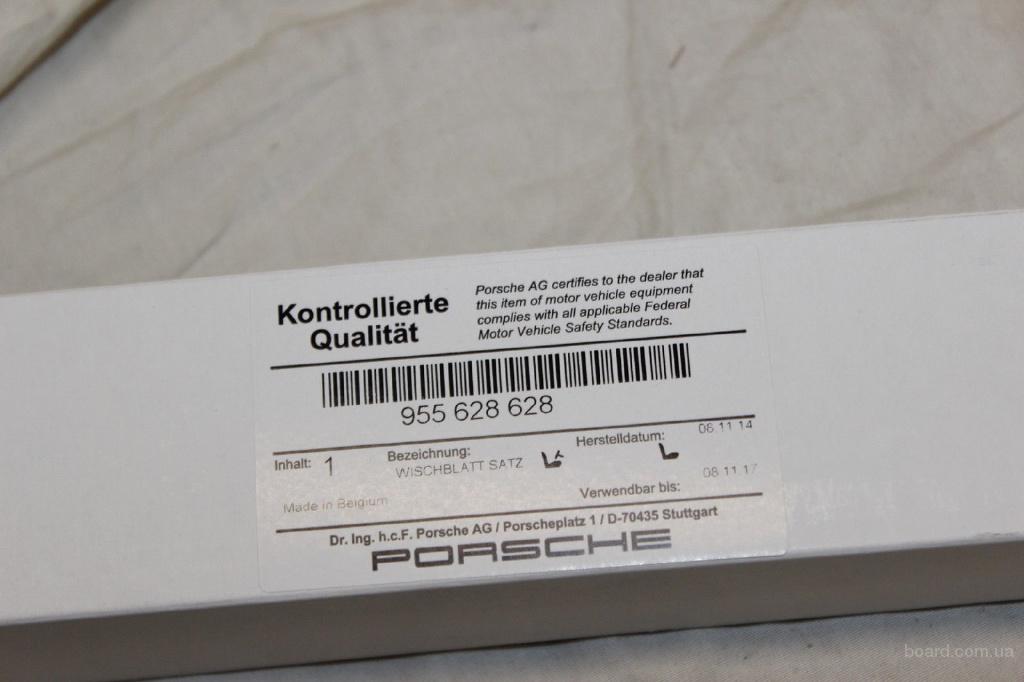 Kontrollierte
Qualität
Porsche AG certifies to the dealer that
this item of motor vehicle equipment
complies with all applicable Federal
Motor Vehicle Safety Standards.
955 628 628
Inhalt: 1
Bezeichnung:
WISCHBLATT SATZ
Herstelldatum:
08.11.14
Made in Belgium
Verwendbar bis:
08.11.17
Dr. Ing. h.c.F. Porsche AG / Porscheplatz 1 / D-70435 Stuttgart
PORSCHE
board.com.ua